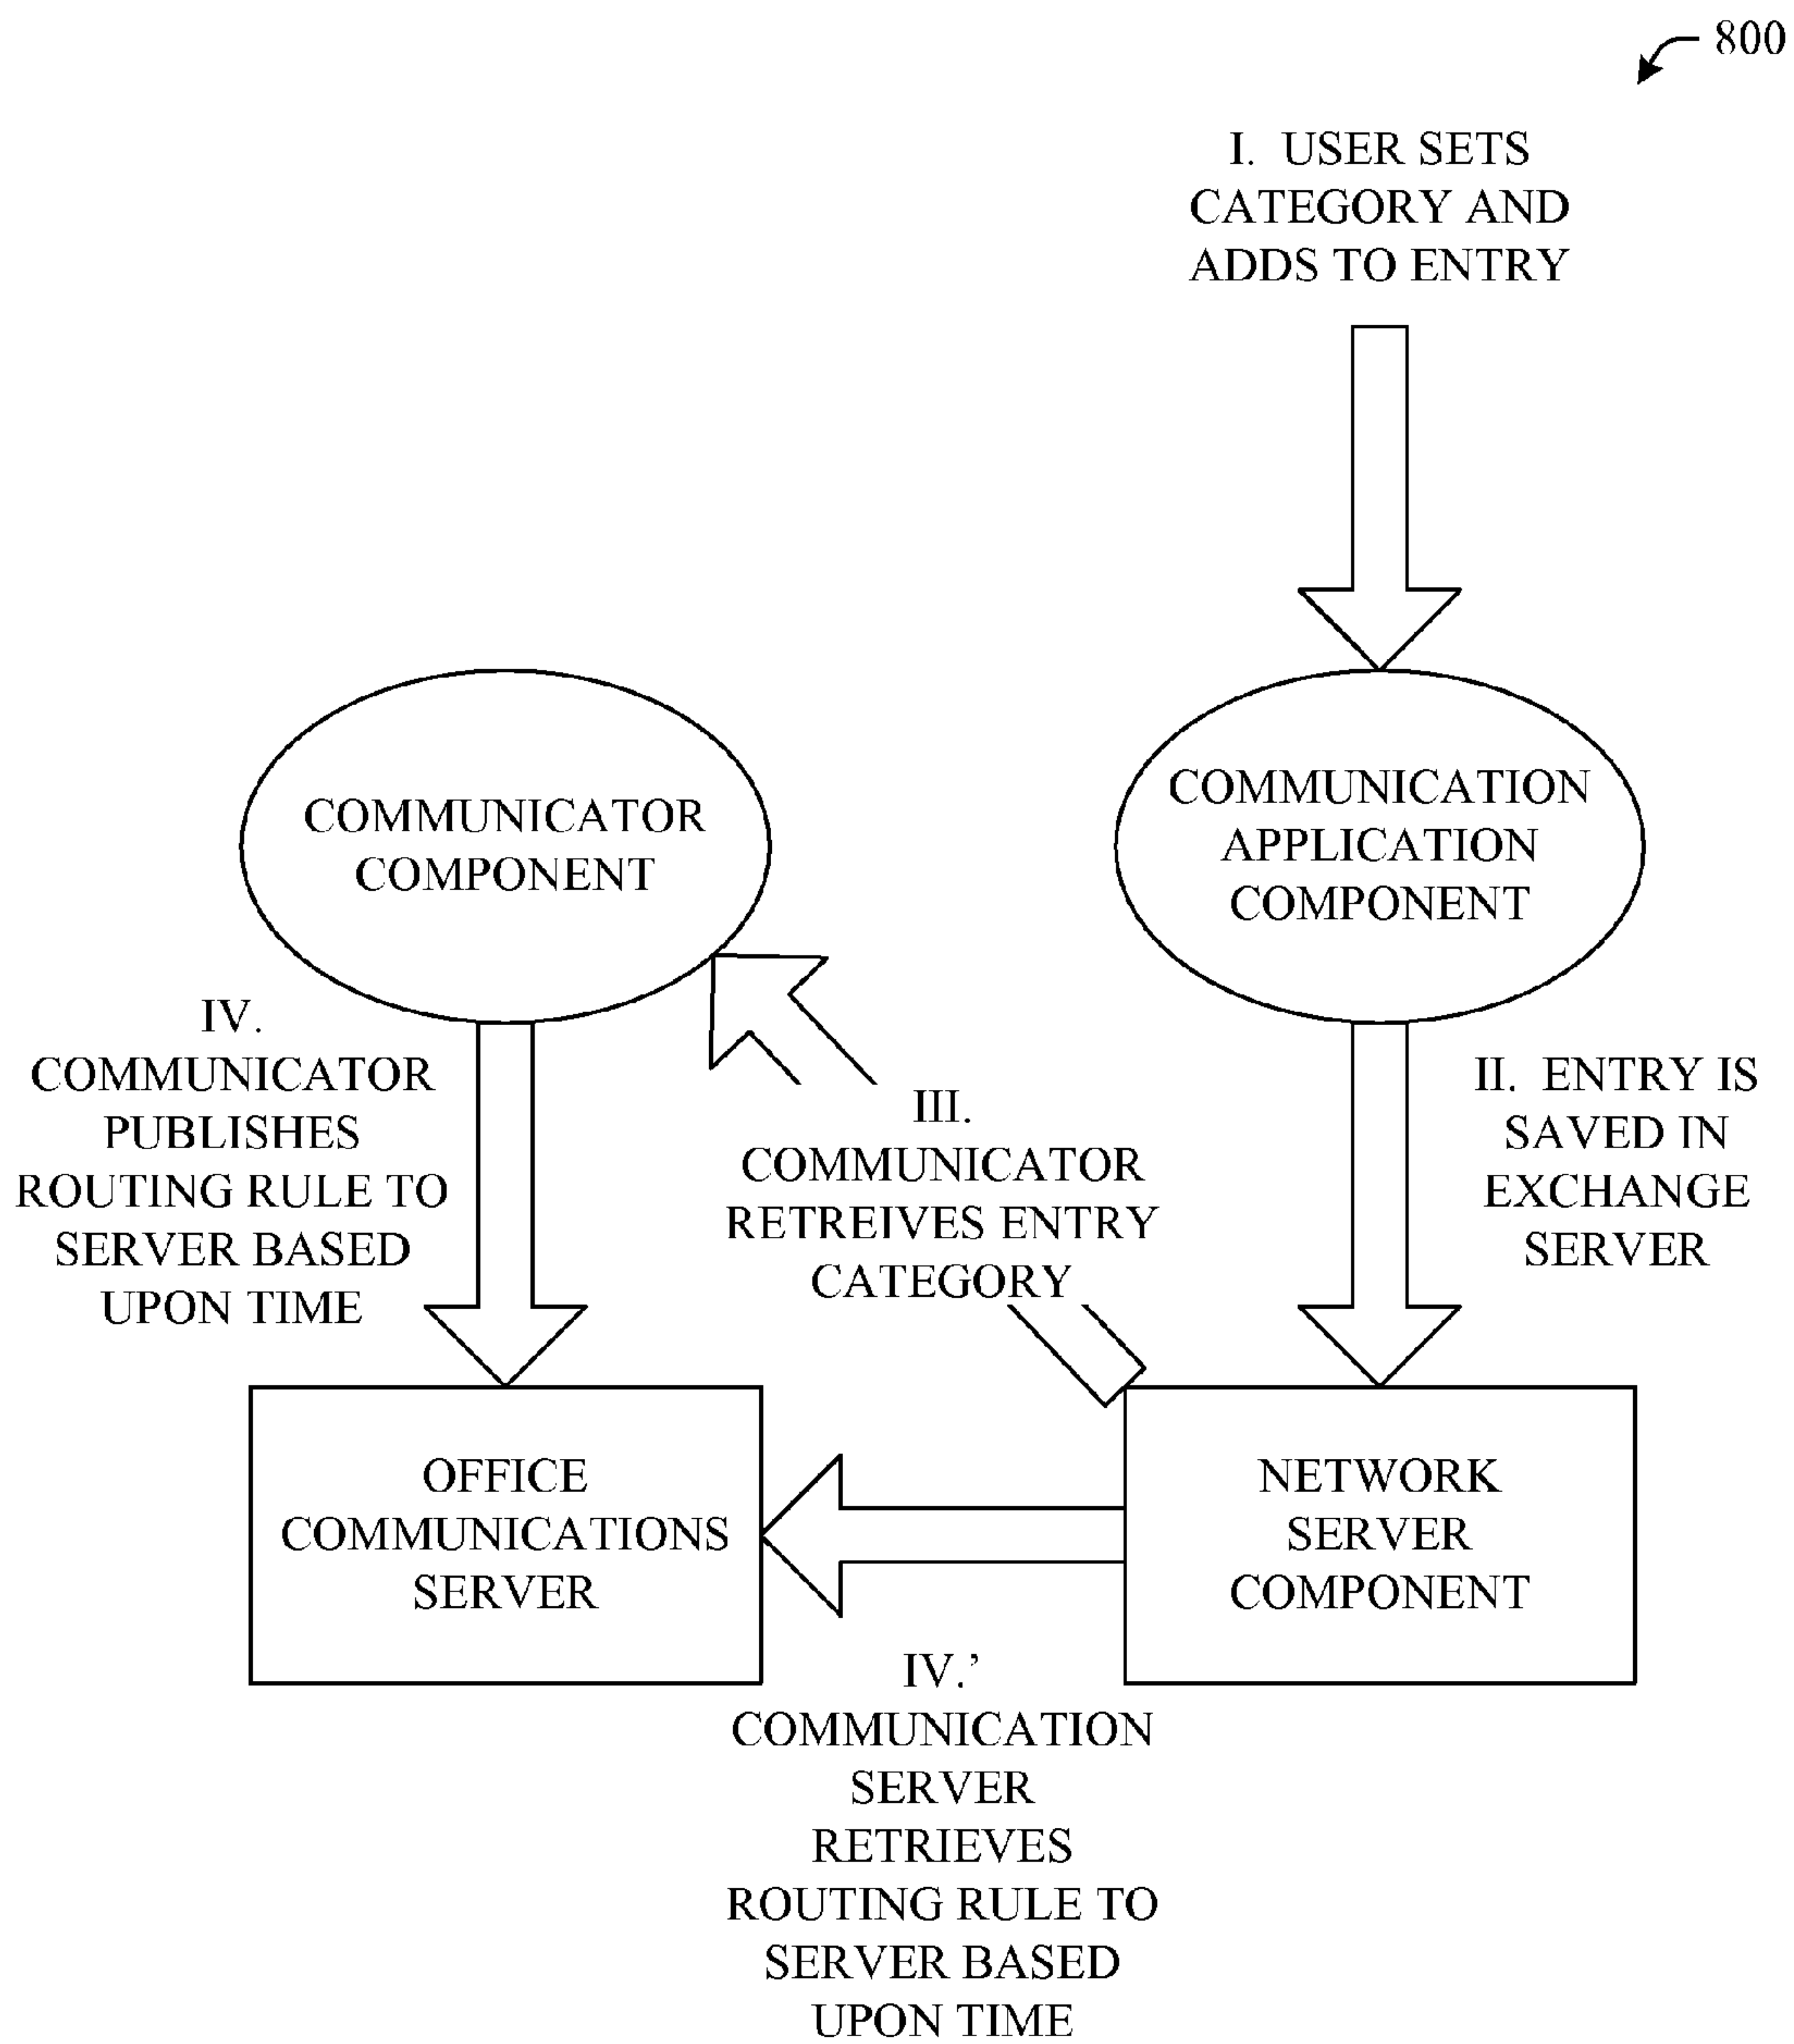 800
I. USER SETS
CATEGORY AND
ADDS TO ENTRY
COMMUNICATOR
COMPONENT
COMMUNICATION
APPLICATION
COMPONENT
IV.
COMMUNICATOR
PUBLISHES
ROUTING RULE TO
SERVER BASED
UPON TIME
III.
COMMUNICATOR
RETREIVES ENTRY
CATEGORY
II. ENTRY IS
SAVED IN
EXCHANGE
SERVER
OFFICE
COMMUNICATIONS
SERVER
NETWORK
SERVER
COMPONENT
IV.’
COMMUNICATION
SERVER
RETRIEVES
ROUTING RULE TO
SERVER BASED
UPON TIME